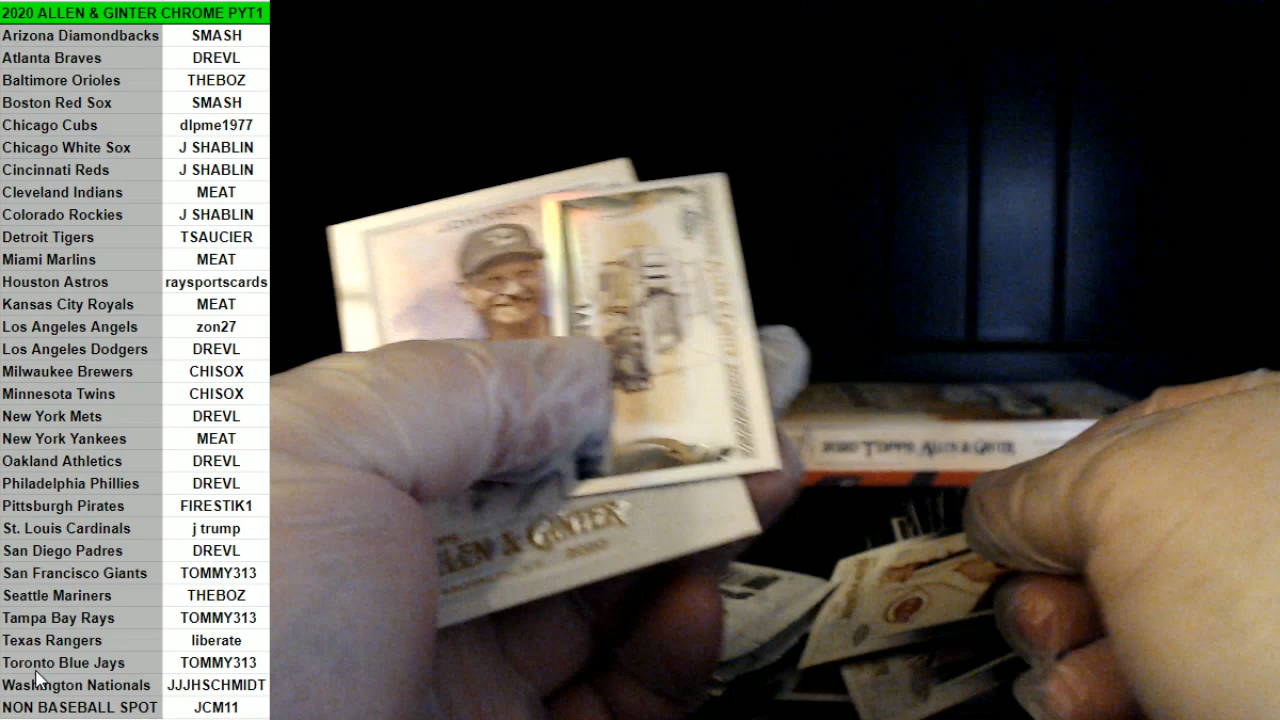 2020 ALLEN & GINTER CHROME PYT1
Arizona Diamondbacks SMASH
Atlanta Braves DREVL
Baltimore Orioles THEBOZ
Boston Red Sox SMASH
Chicago Cubs dlpme1977
Chicago White Sox J SHABLIN
Cincinnati Reds J SHABLIN
Cleveland Indians MEAT
Colorado Rockies J SHABLIN
Detroit Tigers TSAUCIER
Miami Marlins MEAT
Houston Astros raysportscards
Kansas City Royals MEAT
Los Angeles Angels zon27
Los Angeles Dodgers DREVL
Milwaukee Brewers CHISOX
Minnesota Twins CHISOX
New York Mets DREVL
New York Yankees MEAT
Oakland Athletics DREVL
Philadelphia Phillies DREVL
Pittsburgh Pirates FIRESTIK1
St. Louis Cardinals j trump
San Diego Padres DREVL
San Francisco Giants TOMMY313
Seattle Mariners THEBOZ
Tampa Bay Rays TOMMY313
Texas Rangers liberate
Toronto Blue Jays TOMMY313
Washington Nationals JJJHSCHMIDT
NON BASEBALL SPOT JCM11
2020 TOPPS ALLEN & GINTER
& GINTER
2020